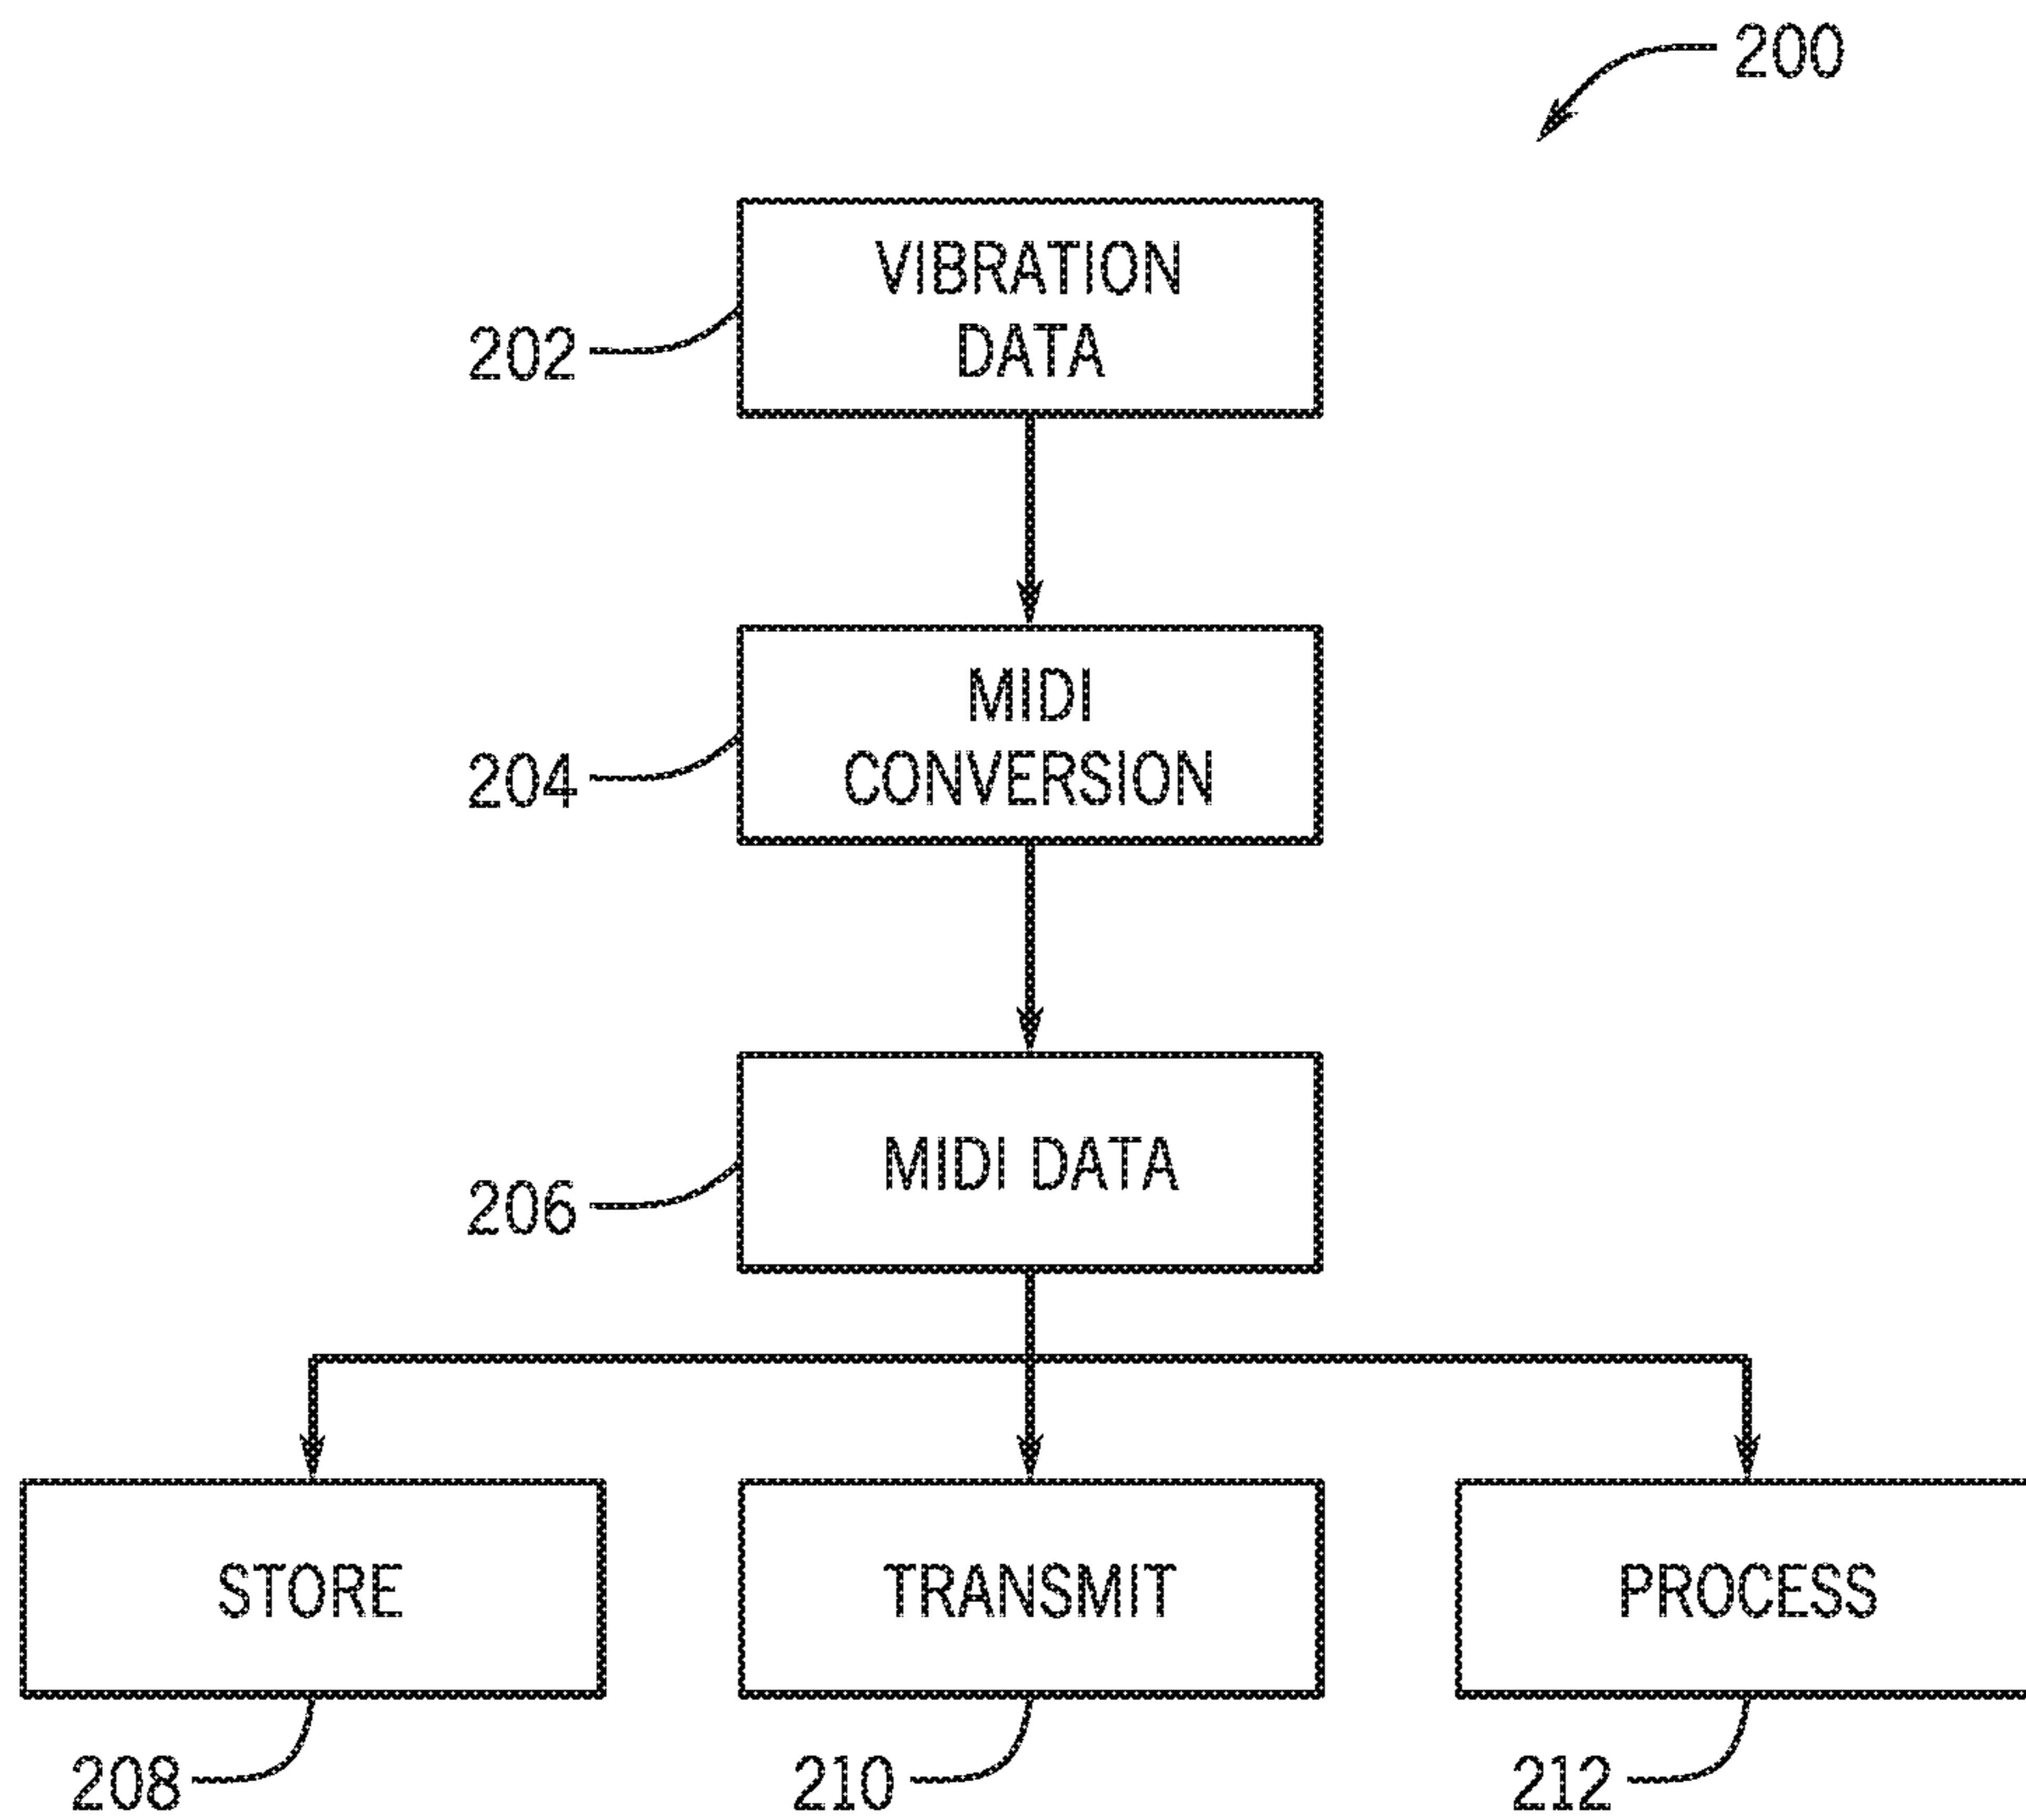 200
VIBRATION
DATA
202
MIDI
CONVERSION
204
MIDI DATA
206
STORE
TRANSMIT
PROCESS
208
210
212